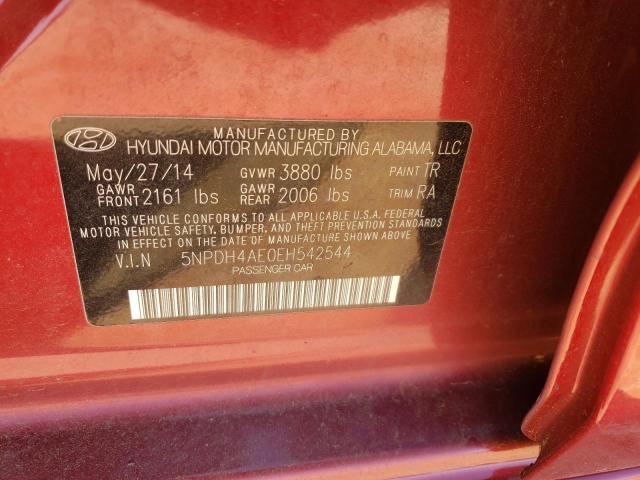 MANUFACTURED BY
HYUNDAI MOTOR MANUFACTURING ALABAMA, LLC
May/27/14 GVWR 3880 lbs PAINT TR
GAWR FRONT 2161 lbs GAWR REAR 2006 lbs TRIM RA
THIS VEHICLE CONFORMS TO ALL APPLICABLE U.S.A. FEDERAL
MOTOR VEHICLE SAFETY, BUMPER, AND THEFT PREVENTION
STANDARDS IN EFFECT ON THE DATE OF MANUFACTURE SHOWN ABOVE.
V.I.N 5NPDH4AE0EH542544
PASSENGER CAR